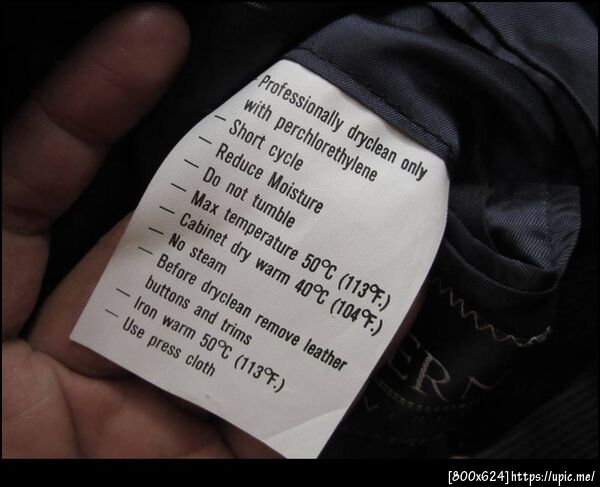 Professionally dryclean only
with perchlorethylene
– Short cycle
– Reduce Moisture
– Do not tumble
– Max temperature 50°C (113°F.)
– Cabinet dry warm 40°C (104°F.)
– No steam
– Before dryclean remove leather
buttons and trims
– Iron warm 50°C (113°F.)
– Use press cloth
[800x624]https://upic.me/